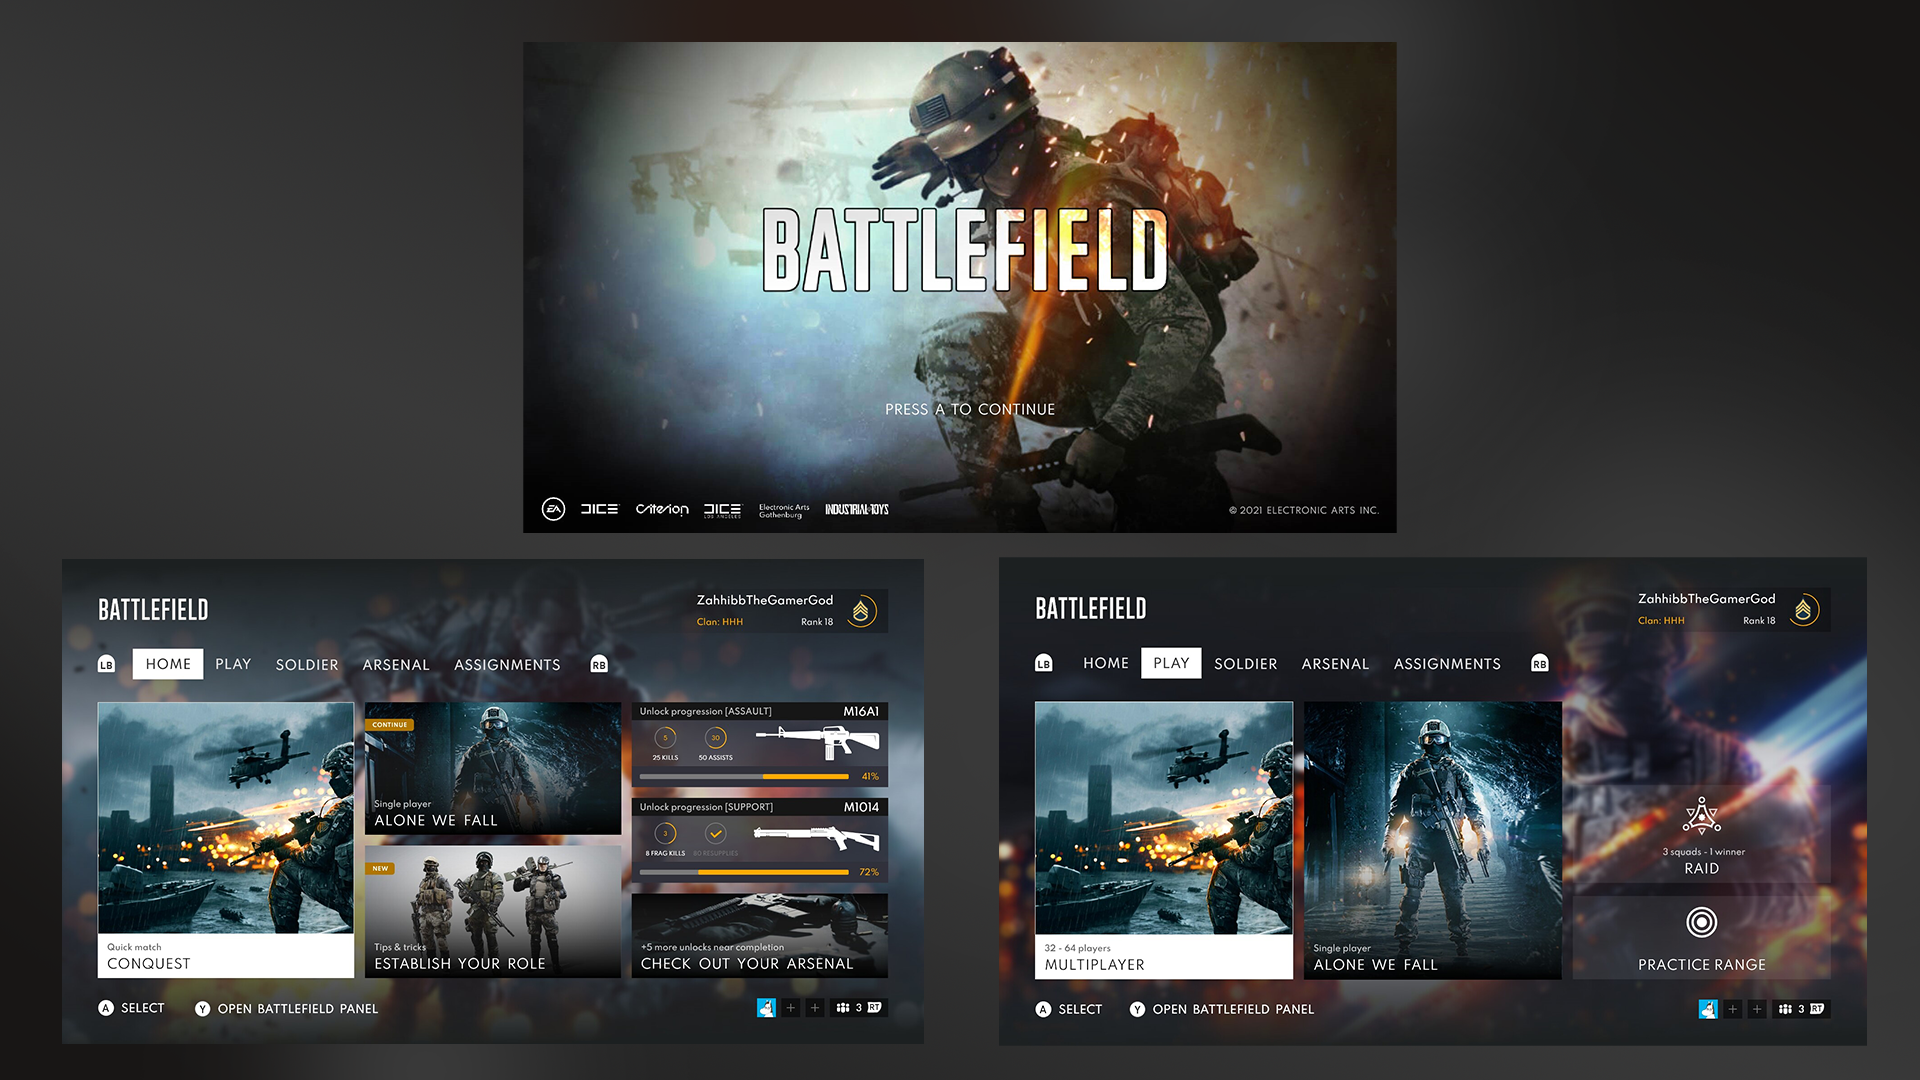 BATTLEFIELD
PRESS A TO CONTINUE
EA DICE Criterion DICE LOS ANGELES Electronic Arts Gothenburg INDUSTRIAL TOYS
© 2021 ELECTRONIC ARTS INC.
BATTLEFIELD
ZahhibbTheGamerGod
Clan: HHH Rank 18
LB HOME PLAY SOLDIER ARSENAL ASSIGNMENTS RB
Quick match
CONQUEST
CONTINUE
Single player
ALONE WE FALL
NEW
Tips & tricks
ESTABLISH YOUR ROLE
Unlock progression [ASSAULT] M16A1
5 30
25 KILLS 50 ASSISTS
41%
Unlock progression [SUPPORT] M1014
3
8 FRAG KILLS 80 RESUPPLIES
72%
+5 more unlocks near completion
CHECK OUT YOUR ARSENAL
A SELECT Y OPEN BATTLEFIELD PANEL
+ + 3 RT
BATTLEFIELD
ZahhibbTheGamerGod
Clan: HHH Rank 18
LB HOME PLAY SOLDIER ARSENAL ASSIGNMENTS RB
32 - 64 players
MULTIPLAYER
Single player
ALONE WE FALL
3 squads - 1 winner
RAID
PRACTICE RANGE
A SELECT Y OPEN BATTLEFIELD PANEL
+ + 3 RT